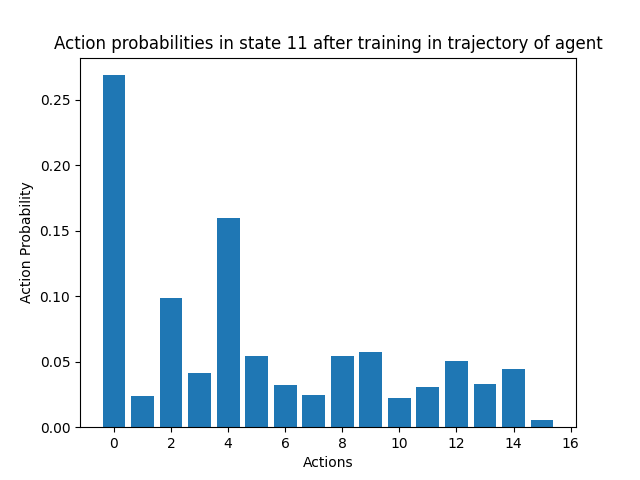 Action probabilities in state 11 after training in trajectory of agent
0.25
0.20
0.15
0.10
0.05
0.00
Action Probability
0 2 4 6 8 10 12 14 16
Actions